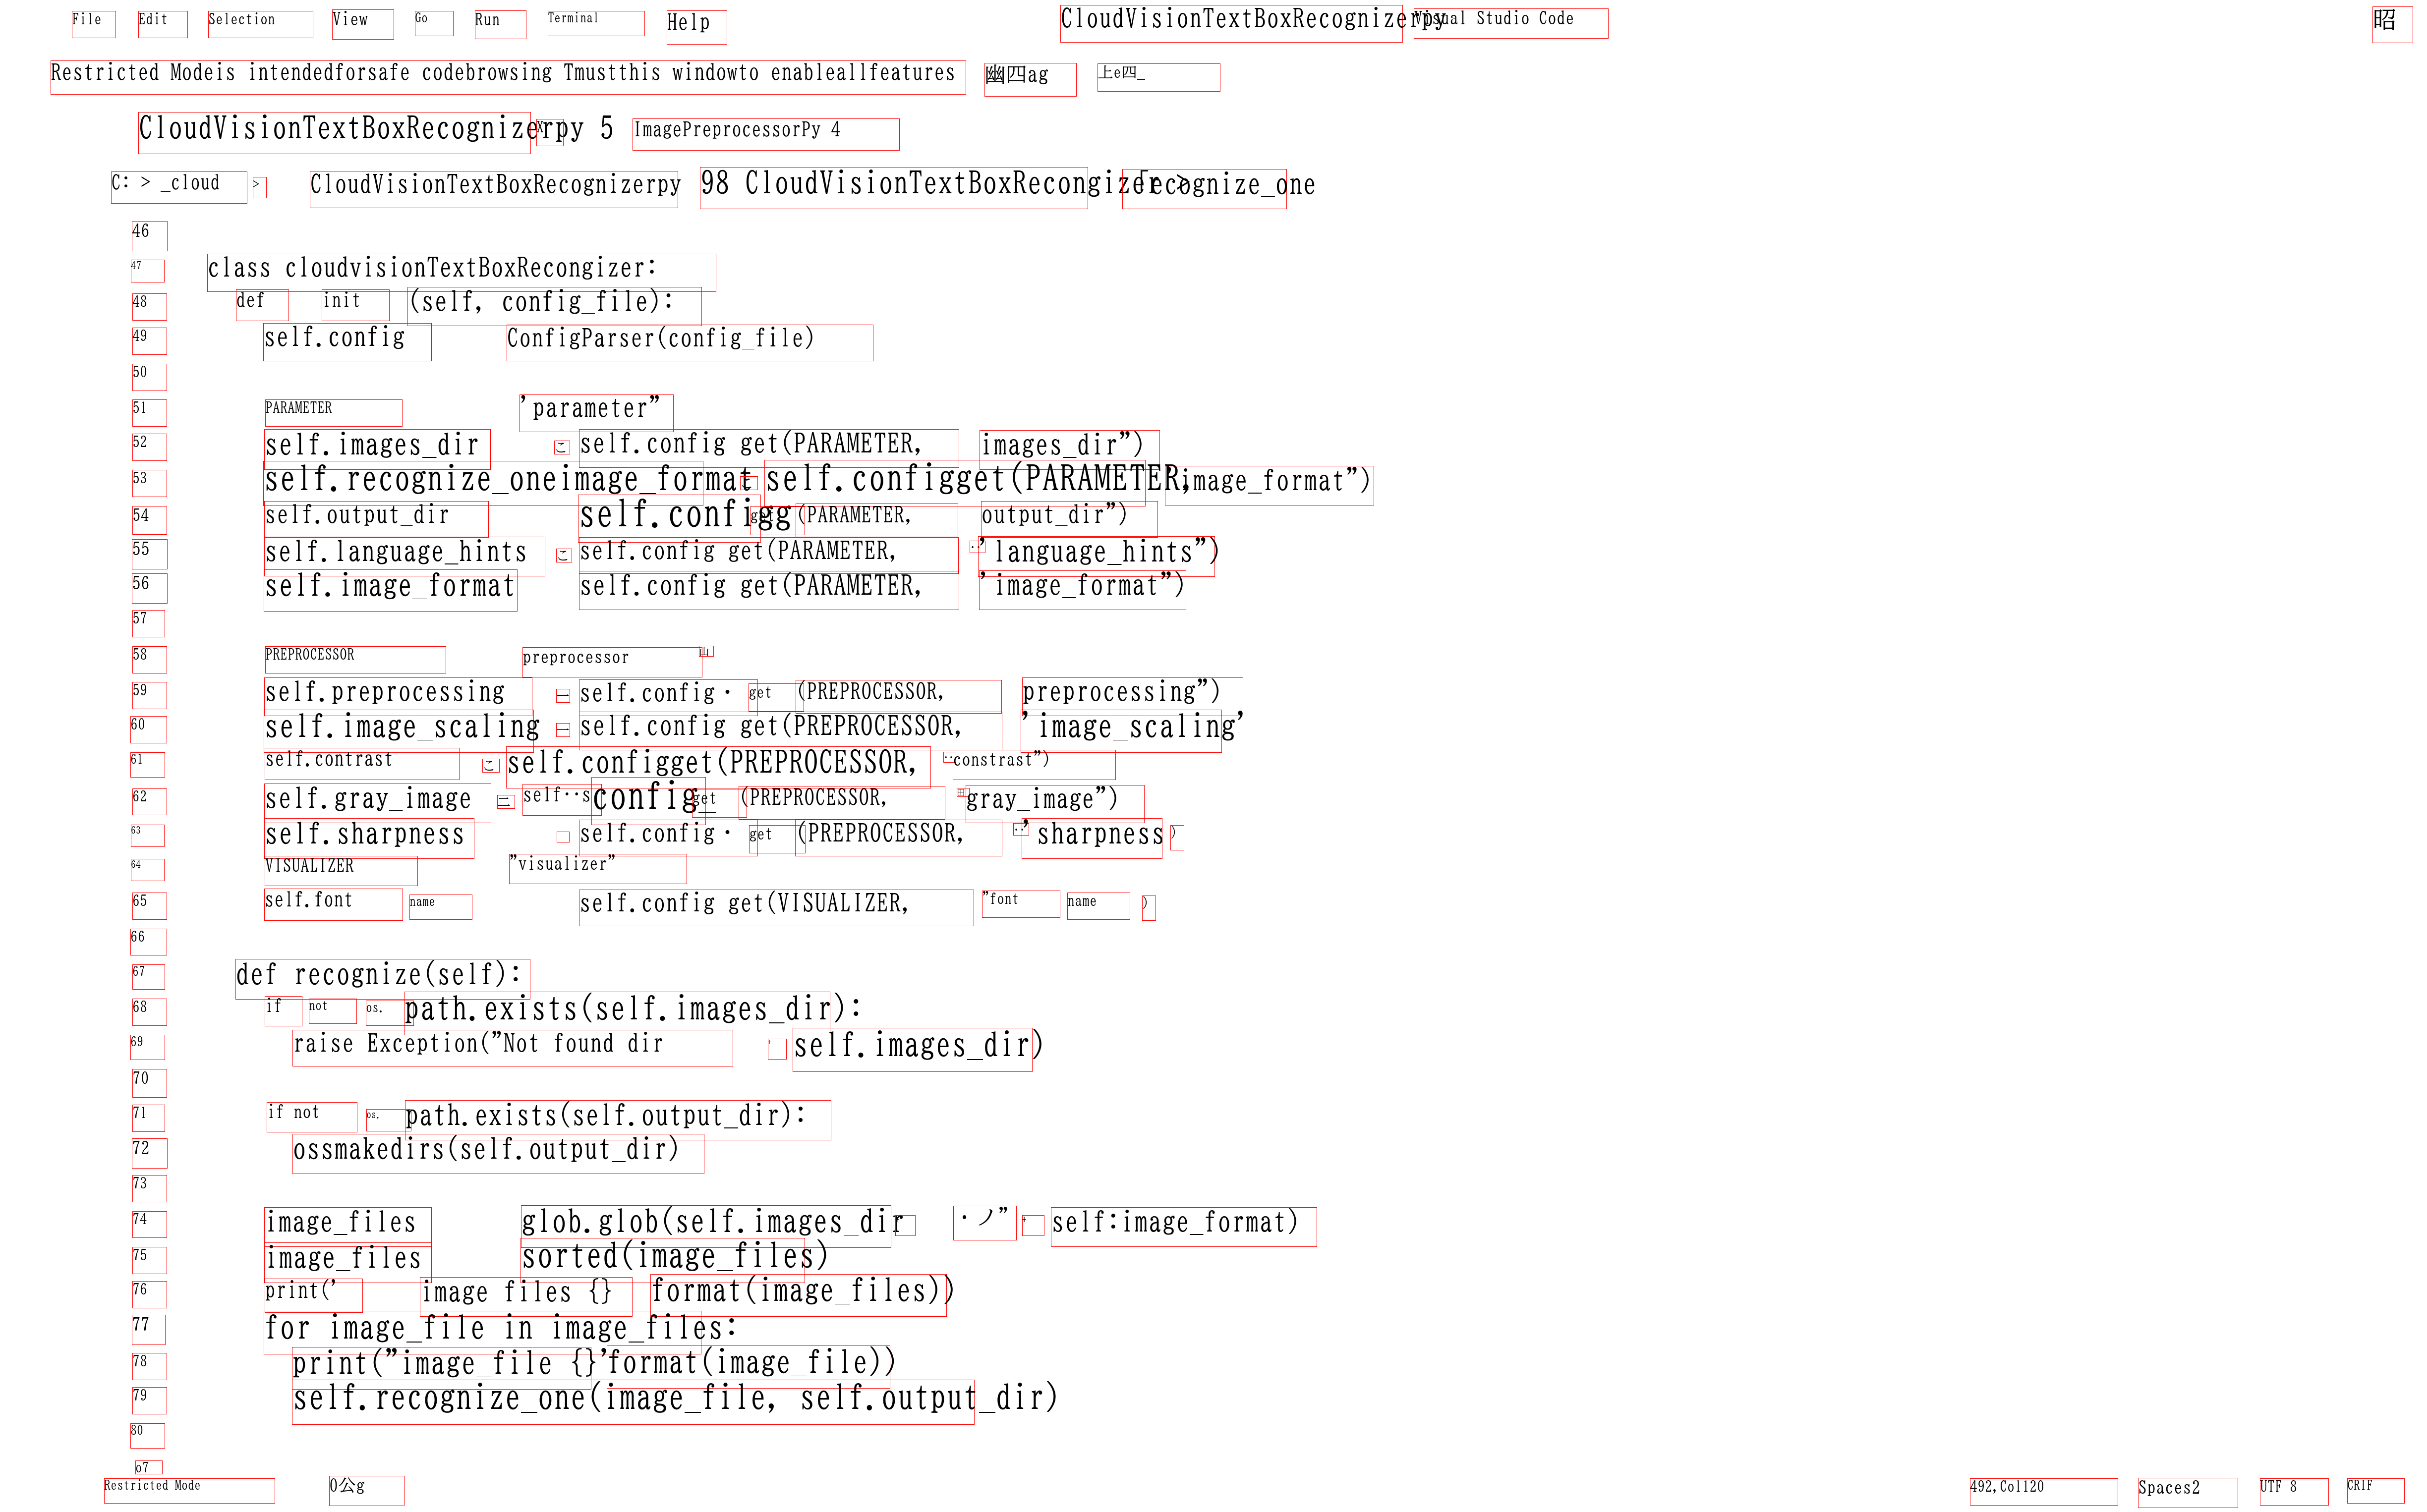 File Edit Selection View Go Run Terminal Help CloudVisionTextBoxRecognizerpy Visual Studio Code 昭
Restricted Modeis intendedforsafe codebrowsing Tmustthis windowto enableallfeatures 幽四ag 上e四_
CloudVisionTextBoxRecognizerpy 5 X ImagePreprocessorPy 4
C: > _cloud > CloudVisionTextBoxRecognizerpy 98 CloudVisionTextBoxRecongizer > recognize_one
46
47 class cloudvisionTextBoxRecongizer:
48 def init (self, config_file):
49 self.config ConfigParser(config_file)
50
51 PARAMETER ’parameter”
52 self.images_dir こ self.config get(PARAMETER, images_dir”)
53 self.recognize_oneimage_format self.configget(PARAMETER, image_format”)
54 self.output_dir self.configg get (PARAMETER, output_dir”)
55 self.language_hints こ self.config get(PARAMETER, ‥ ’language_hints”)
56 self.image_format self.config get(PARAMETER, ’image_format”)
57
58 PREPROCESSOR preprocessor 山
59 self.preprocessing 一 self.config・ get (PREPROCESSOR, preprocessing”)
60 self.image_scaling 一 self.config get(PREPROCESSOR, ’image_scaling’
61 self.contrast こ self.configget(PREPROCESSOR, ‥ constrast”)
62 self.gray_image 二 self‥s config_ get (PREPROCESSOR, 田 gray_image”)
63 self.sharpness self.config・ get (PREPROCESSOR, ‥ ’sharpness )
64 VISUALIZER ”visualizer”
65 self.font name self.config get(VISUALIZER, ”font name )
66
67 def recognize(self):
68 if not os. path.exists(self.images_dir):
69 raise Exception(”Not found dir self.images_dir)
70
71 if not os. path.exists(self.output_dir):
72 ossmakedirs(self.output_dir)
73
74 image_files glob.glob(self.images_dir ・ノ” + self:image_format)
75 image_files sorted(image_files)
76 print(’ image files {} format(image_files))
77 for image_file in image_files:
78 print(”image_file {}’ format(image_file))
79 self.recognize_one(image_file, self.output_dir)
80
o7
Restricted Mode 0公g 492,Col120 Spaces2 UTF-8 CRIF